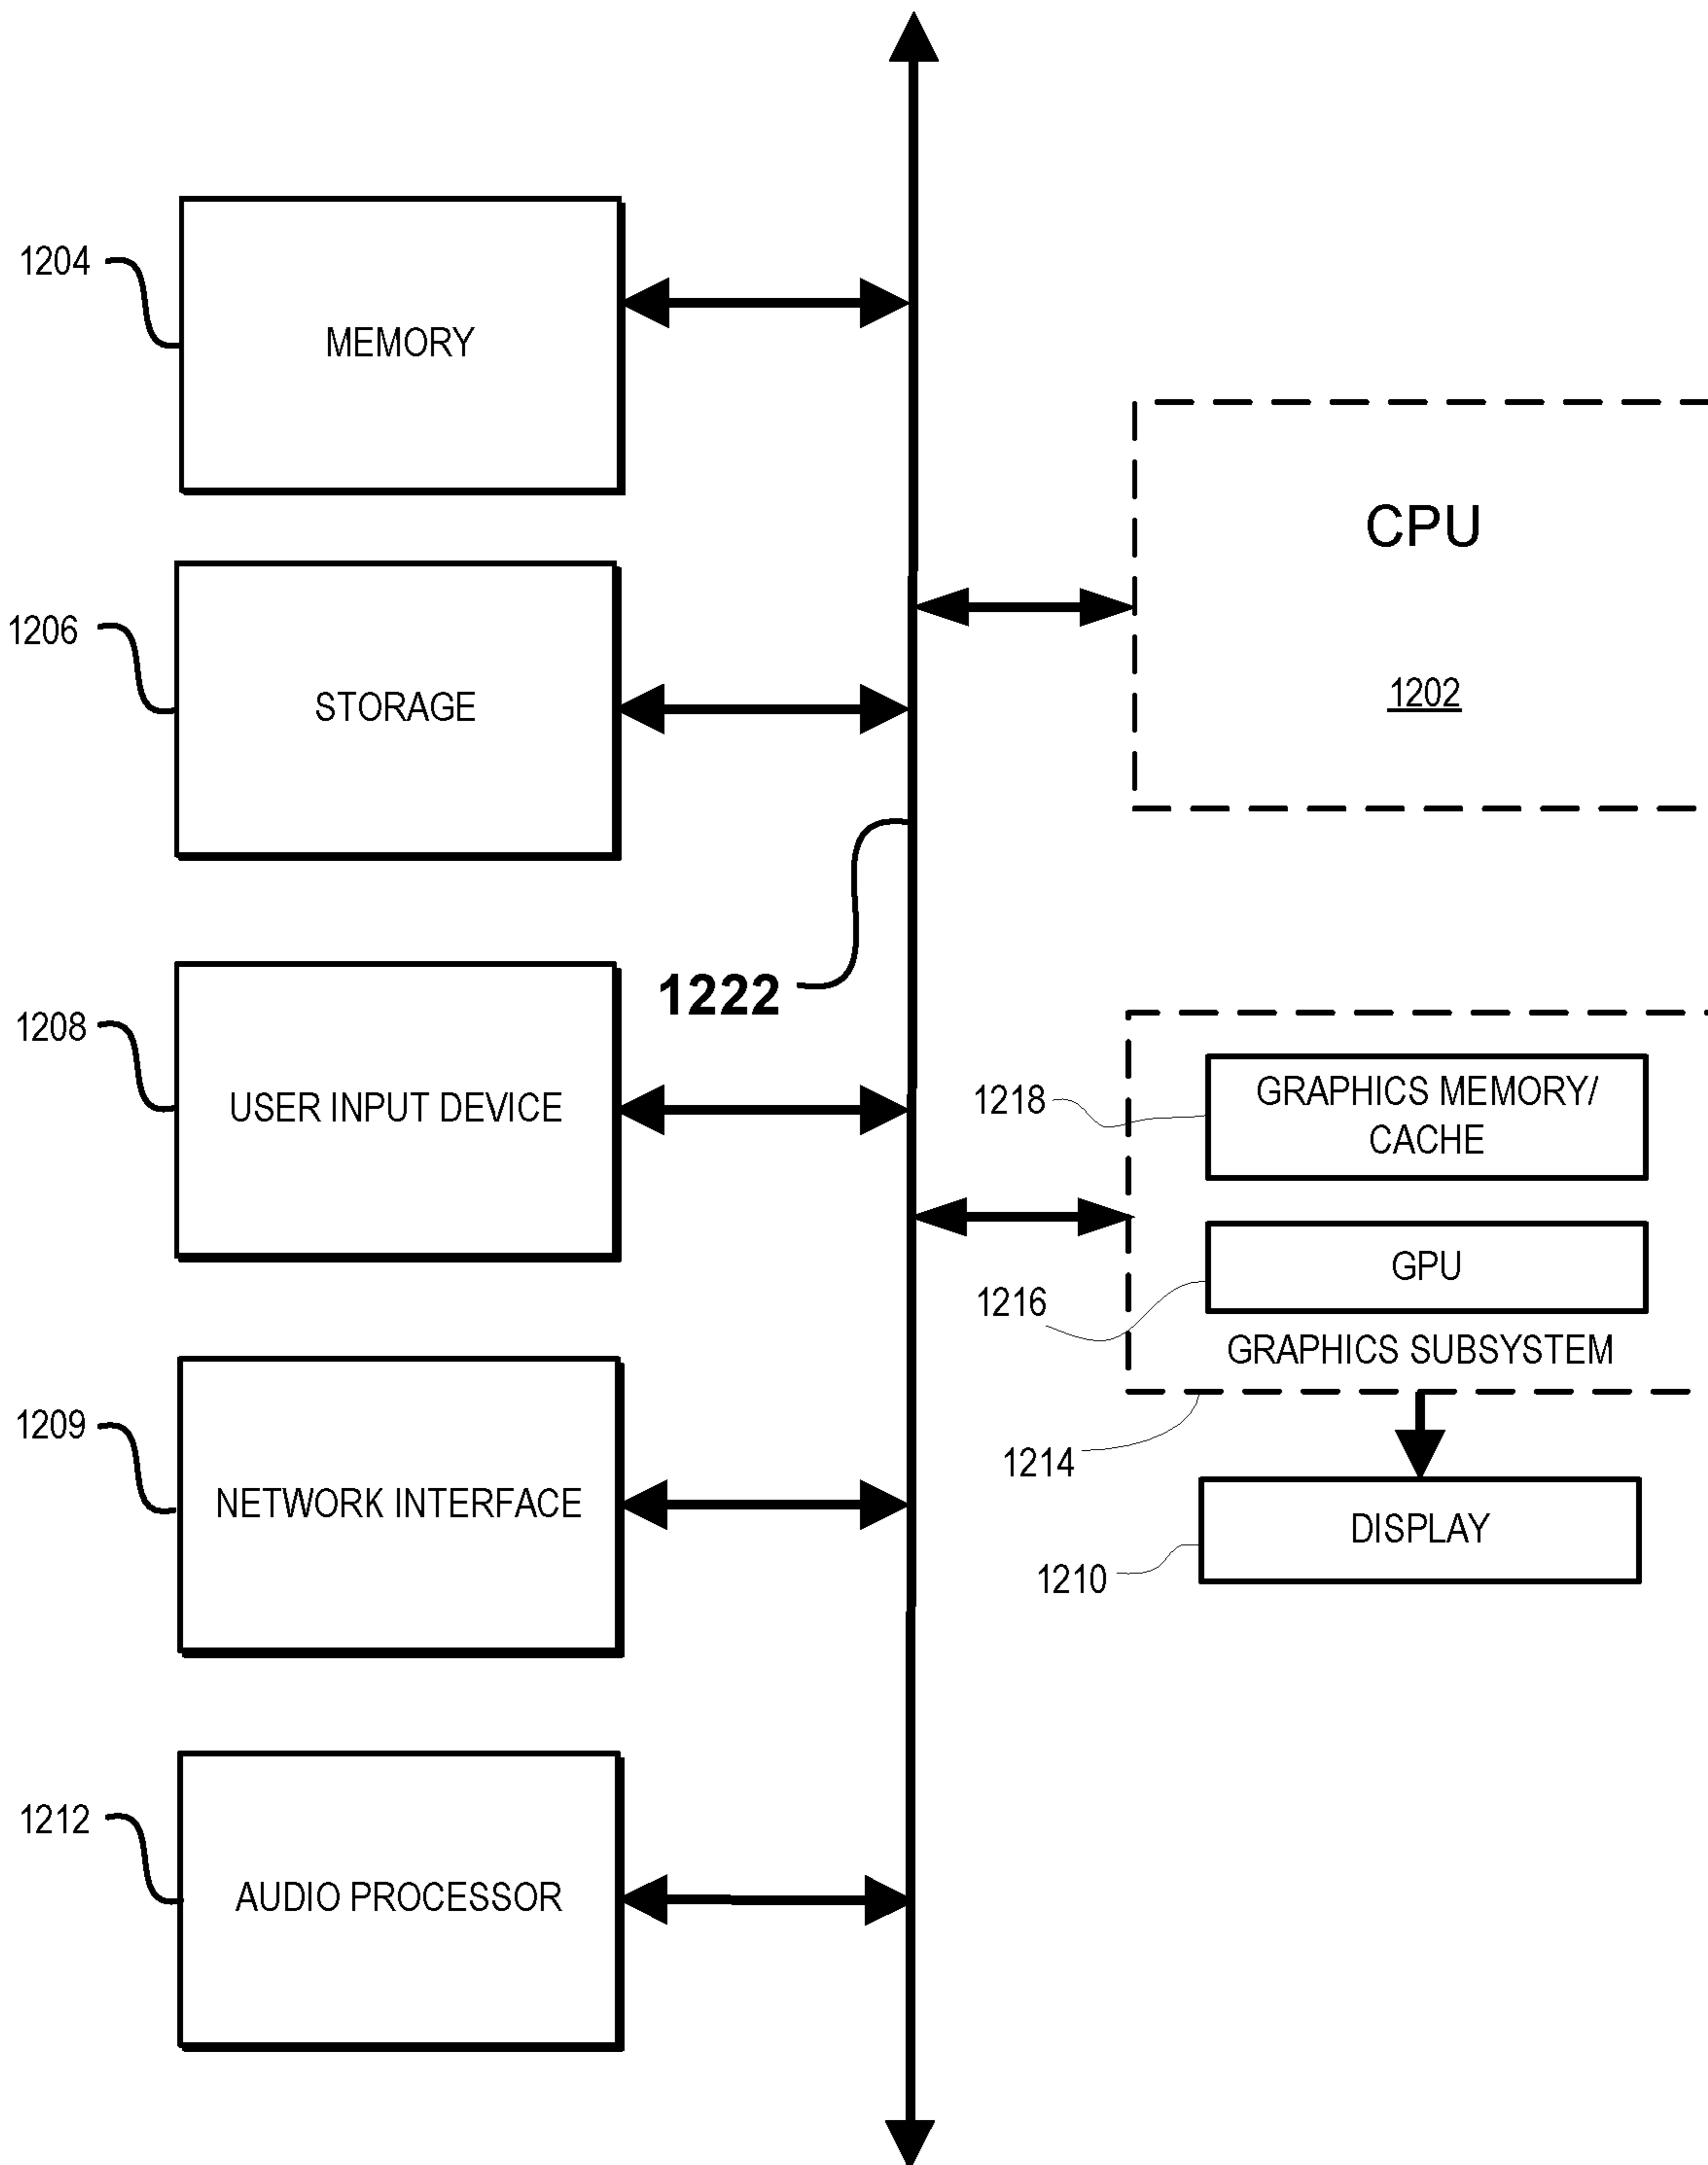 1204
MEMORY
CPU
1202
1206
STORAGE
1222
1208
USER INPUT DEVICE
1218
GRAPHICS MEMORY/
CACHE
1216
GPU
GRAPHICS SUBSYSTEM
1214
1209
NETWORK INTERFACE
DISPLAY
1210
1212
AUDIO PROCESSOR